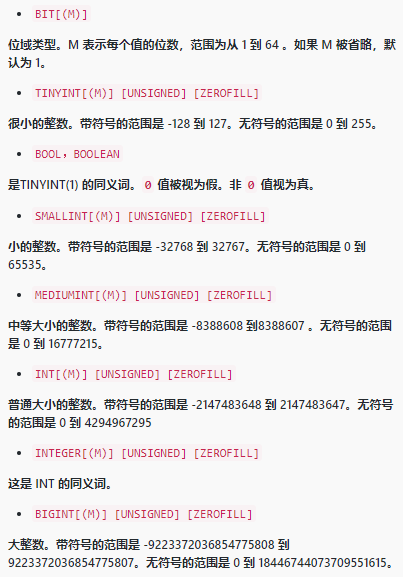 • BIT[(M)]
位域类型。M 表示每个值的位数，范围为从 1 到 64 。如果 M 被省略，默
认为 1。
• TINYINT[(M)] [UNSIGNED] [ZEROFILL]
很小的整数。带符号的范围是 -128 到 127。无符号的范围是 0 到 255。
• BOOL，BOOLEAN
是TINYINT(1) 的同义词。 0 值被视为假。非 0 值视为真。
• SMALLINT[(M)] [UNSIGNED] [ZEROFILL]
小的整数。带符号的范围是 -32768 到 32767。无符号的范围是 0 到
65535。
• MEDIUMINT[(M)] [UNSIGNED] [ZEROFILL]
中等大小的整数。带符号的范围是 -8388608 到8388607 。无符号的范围
是 0 到 16777215。
• INT[(M)] [UNSIGNED] [ZEROFILL]
普通大小的整数。带符号的范围是 -2147483648 到 2147483647。无符号
的范围是 0 到 4294967295
• INTEGER[(M)] [UNSIGNED] [ZEROFILL]
这是 INT 的同义词。
• BIGINT[(M)] [UNSIGNED] [ZEROFILL]
大整数。带符号的范围是 -9223372036854775808 到
9223372036854775807。无符号的范围是 0 到 18446744073709551615。